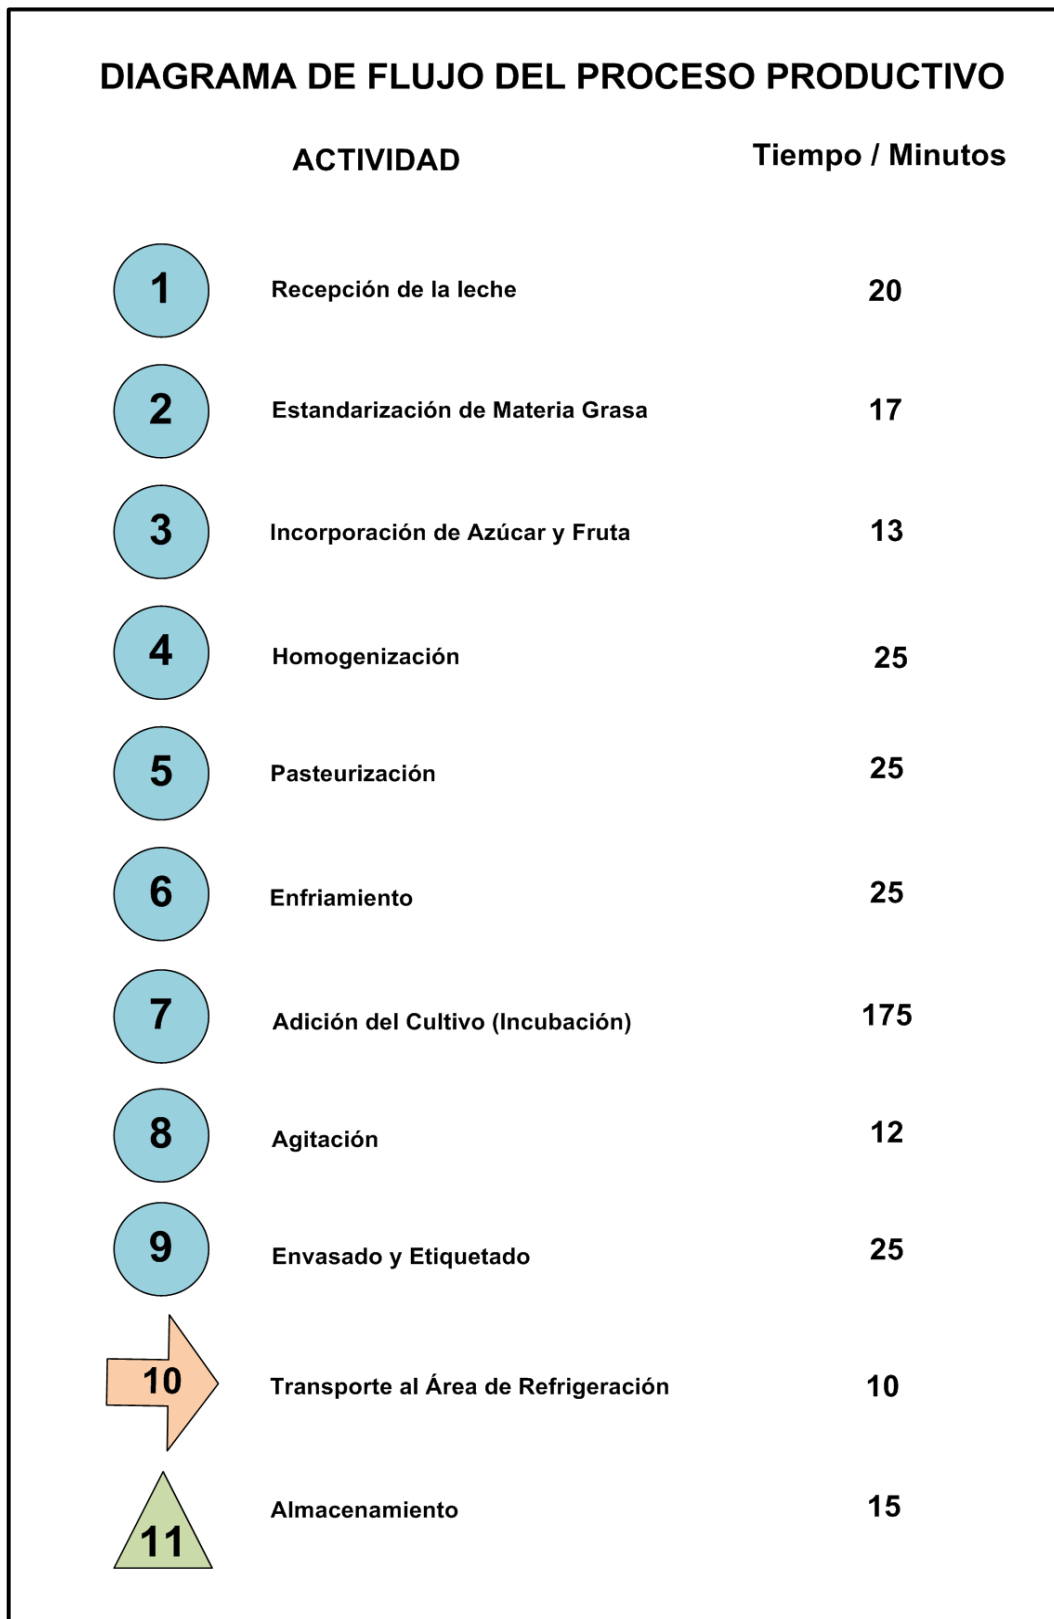 DIAGRAMA DE FLUJO DEL PROCESO PRODUCTIVO
ACTIVIDAD Tiempo / Minutos
1 Recepción de la leche 20
2 Estandarización de Materia Grasa 17
3 Incorporación de Azúcar y Fruta 13
4 Homogenización 25
5 Pasteurización 25
6 Enfriamiento 25
7 Adición del Cultivo (Incubación) 175
8 Agitación 12
9 Envasado y Etiquetado 25
10 Transporte al Área de Refrigeración 10
11 Almacenamiento 15